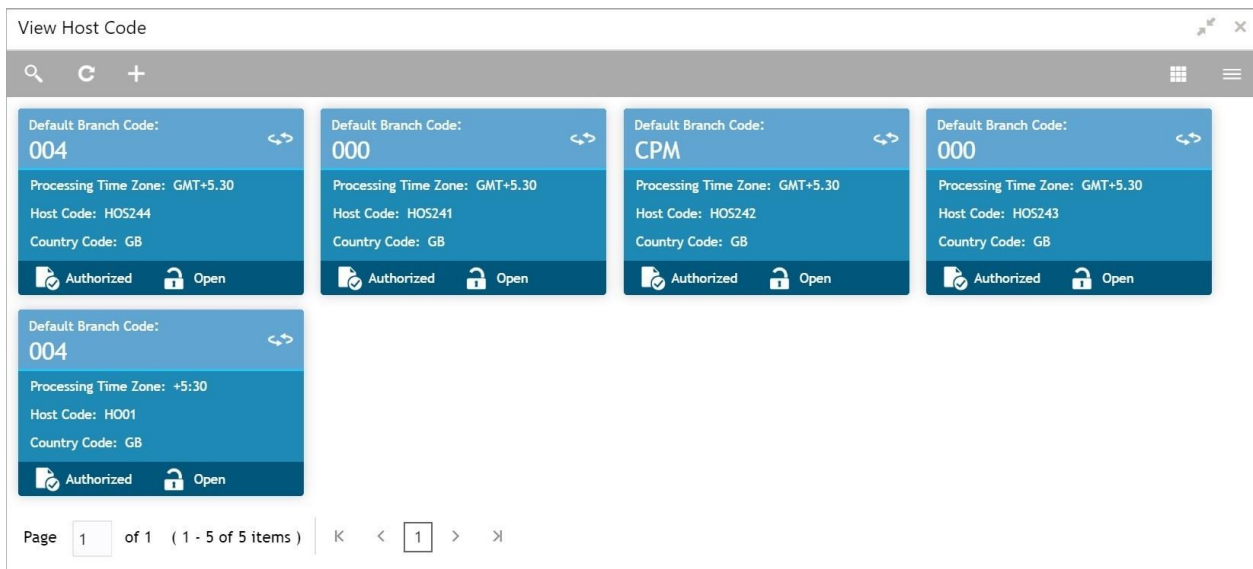 View Host Code
Default Branch Code:
004
Processing Time Zone: GMT+5.30
Host Code: HOS244
Country Code: GB
Authorized Open
Default Branch Code:
000
Processing Time Zone: GMT+5.30
Host Code: HOS241
Country Code: GB
Authorized Open
Default Branch Code:
CPM
Processing Time Zone: GMT+5.30
Host Code: HOS242
Country Code: GB
Authorized Open
Default Branch Code:
000
Processing Time Zone: GMT+5.30
Host Code: HOS243
Country Code: GB
Authorized Open
Default Branch Code:
004
Processing Time Zone: +5:30
Host Code: HO01
Country Code: GB
Authorized Open
Page 1 of 1 ( 1 - 5 of 5 items ) 1